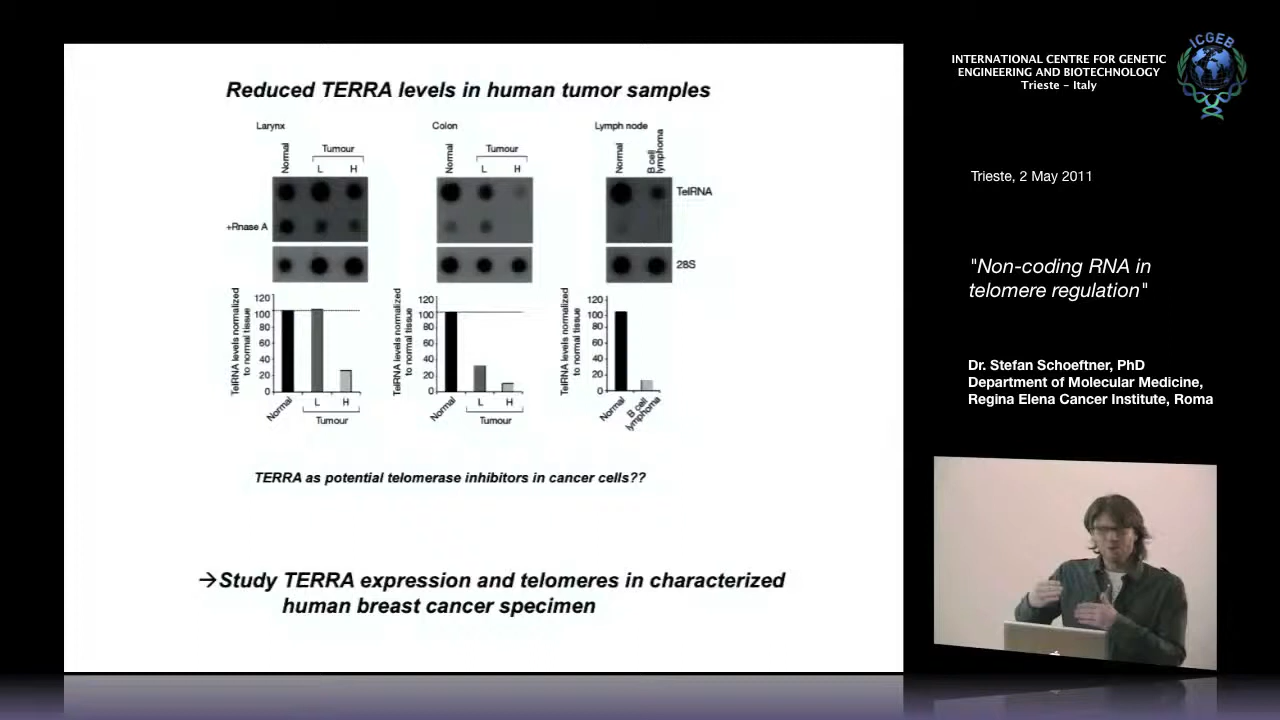 Reduced TERRA levels in human tumor samples
Larynx
Normal
Tumour
L H
+Rnase A
Colon
Normal
Tumour
L H
Lymph node
Normal
B cell
lymphoma
TelRNA
28S
TelRNA levels normalized
to normal tissue
120
100
80
60
40
20
0
Normal
L H
Tumour
TelRNA levels normalized
to normal tissue
120
100
80
60
40
20
0
Normal
L H
Tumour
TelRNA levels normalized
to normal tissue
120
100
80
60
40
20
0
Normal
B cell
lymphoma
TERRA as potential telomerase inhibitors in cancer cells??
→Study TERRA expression and telomeres in characterized
human breast cancer specimen
INTERNATIONAL CENTRE FOR GENETIC
ENGINEERING AND BIOTECHNOLOGY
Trieste - Italy
ICGEB
Trieste, 2 May 2011
"Non-coding RNA in
telomere regulation"
Dr. Stefan Schoeftner, PhD
Department of Molecular Medicine,
Regina Elena Cancer Institute, Roma